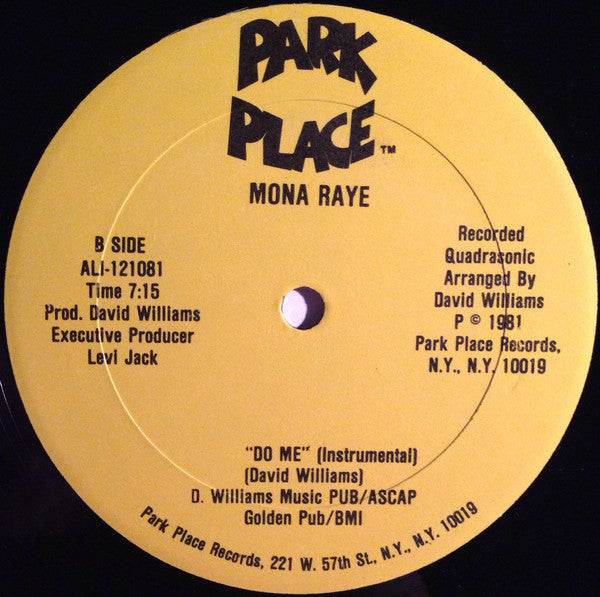 PARK
PLACE™
MONA RAYE
B SIDE
ALI-121081
Time 7:15
Prod. David Williams
Executive Producer
Levi Jack
Recorded
Quadrasonic
Arranged By
David Williams
P © 1981
Park Place Records,
N.Y., N.Y. 10019
"DO ME" (Instrumental)
(David Williams)
D. Williams Music PUB/ASCAP
Golden Pub/BMI
Park Place Records, 221 W. 57th St., N.Y., N.Y. 10019